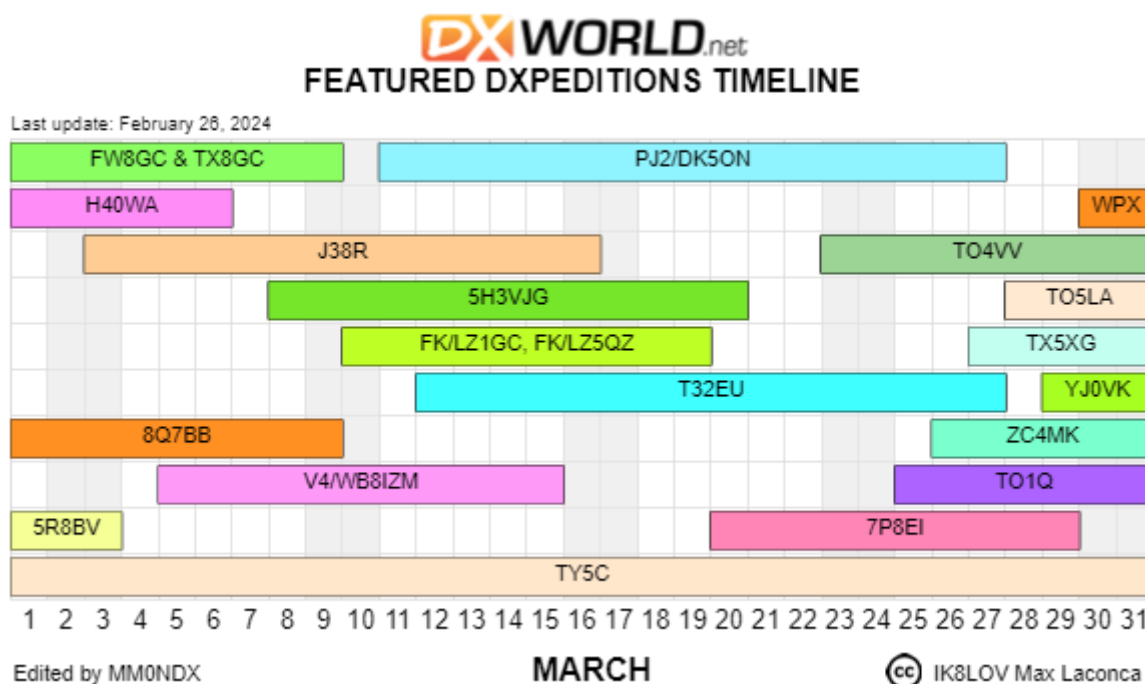 DX WORLD.net
FEATURED DXPEDITIONS TIMELINE
Last update: February 26, 2024
FW8GC & TX8GC PJ2/DK5ON
H40WA WPX
J38R TO4VV
5H3VJG TO5LA
FK/LZ1GC, FK/LZ5QZ TX5XG
T32EU YJ0VK
8Q7BB ZC4MK
V4/WB8IZM TO1Q
5R8BV 7P8EI
TY5C
1 2 3 4 5 6 7 8 9 10 11 12 13 14 15 16 17 18 19 20 21 22 23 24 25 26 27 28 29 30 31
Edited by MM0NDX MARCH cc IK8LOV Max Laconca